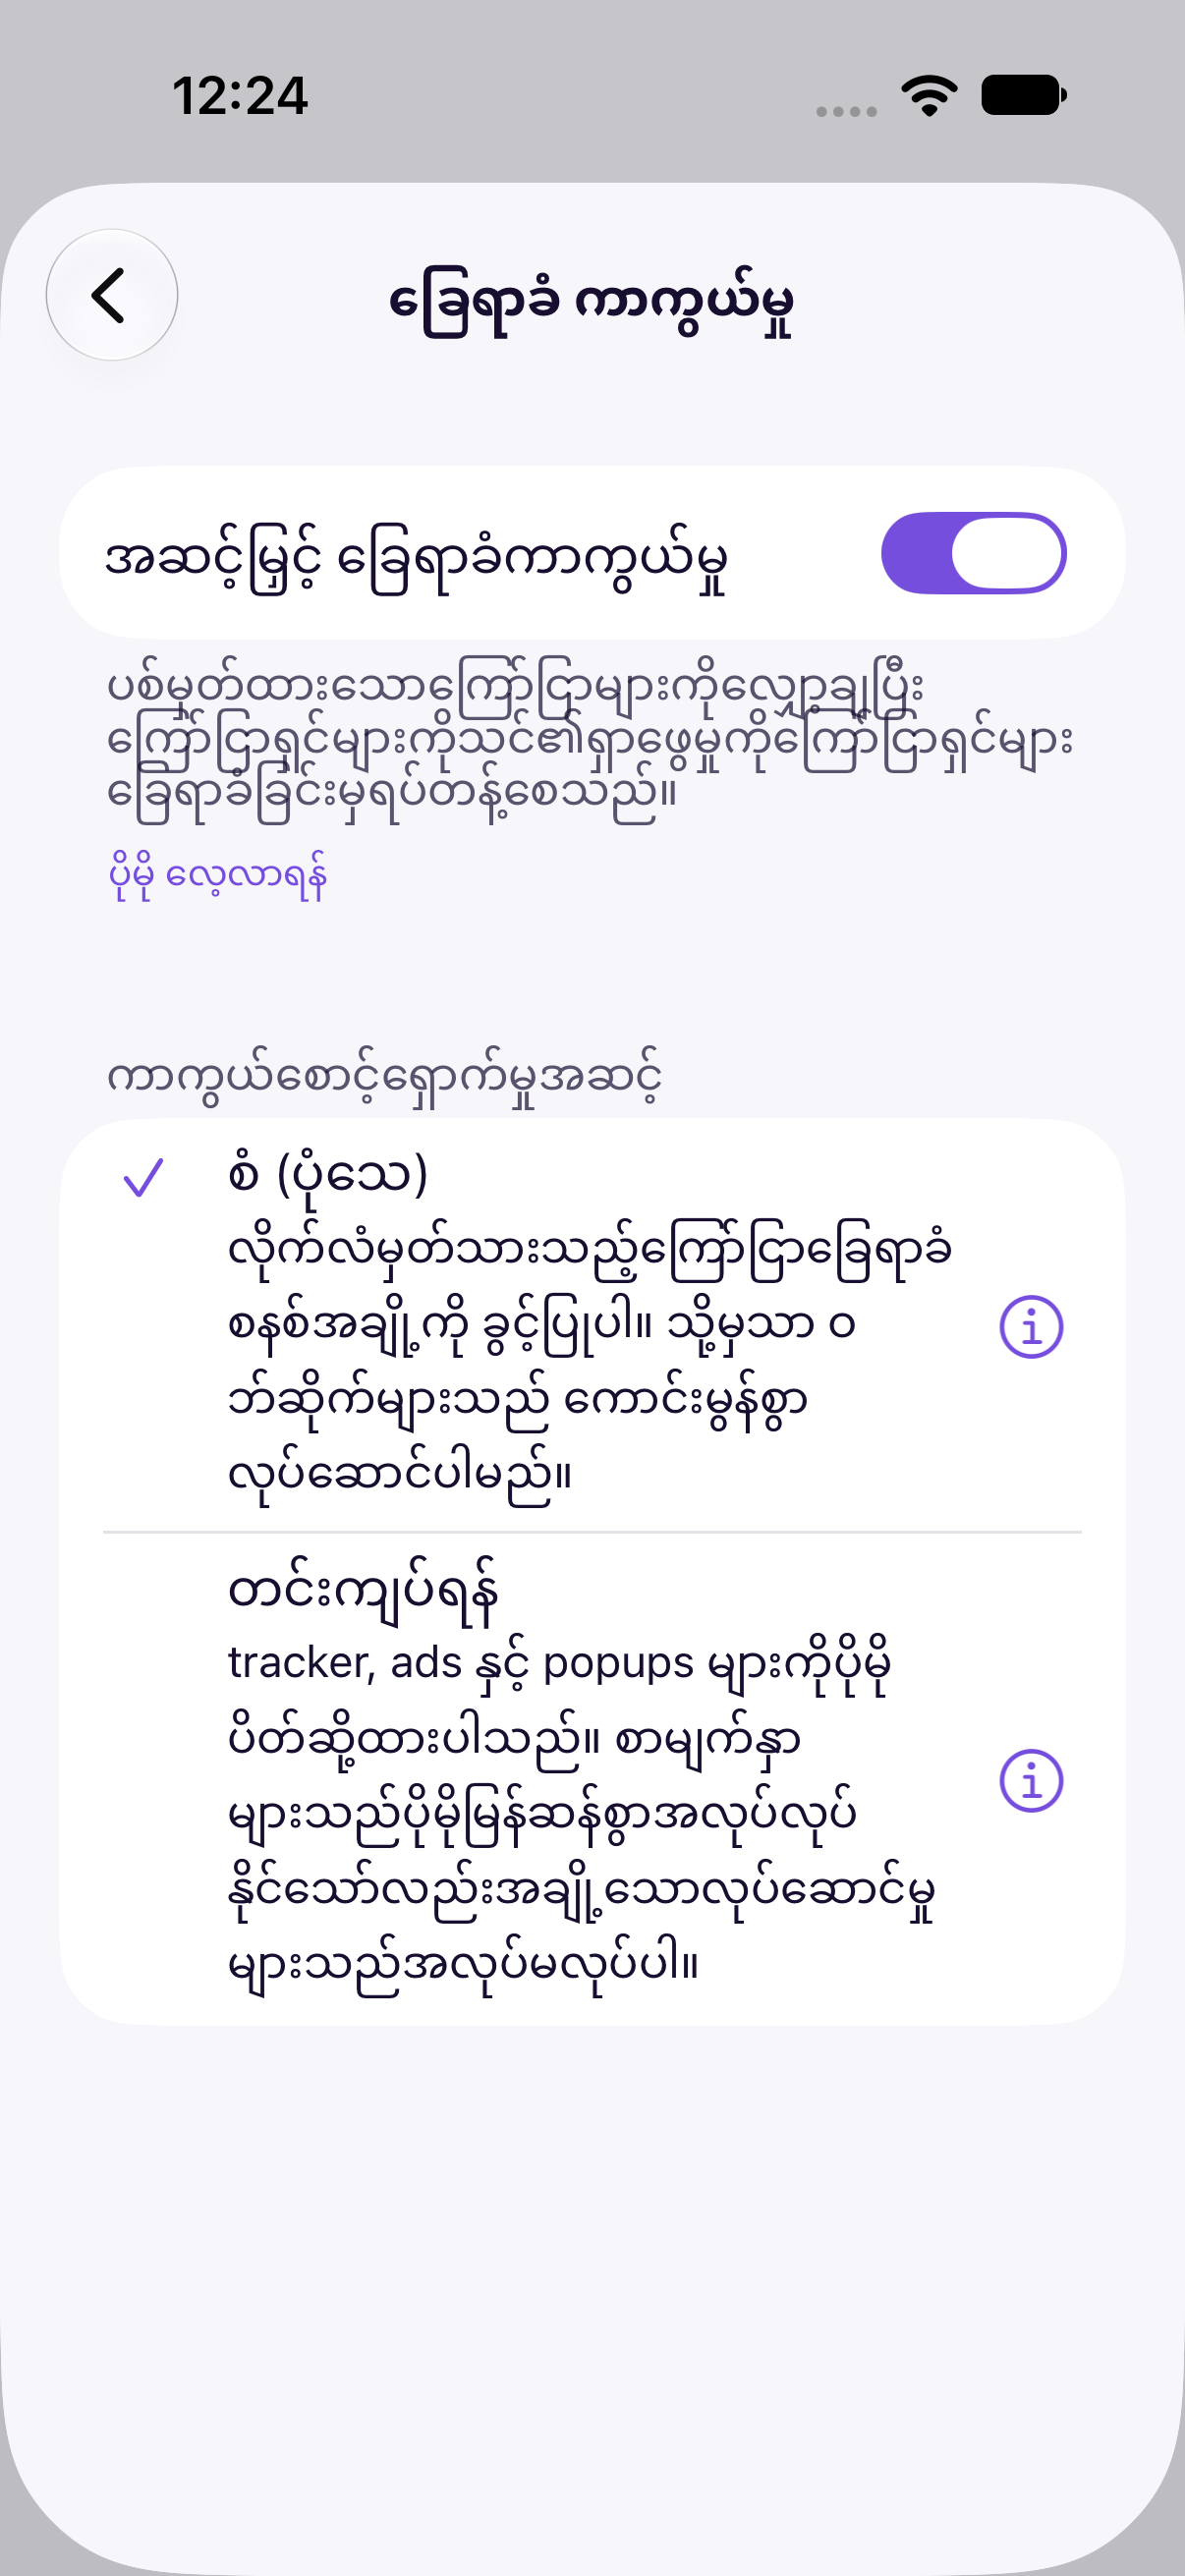 12:24
ခြေရာခံ ကာကွယ်မှု
အဆင့်မြှင့် ခြေရာခံကာကွယ်မှု
ပစ်မှတ်ထားသောကြော်ငြာများကိုလျှော့ချပြီး
ကြော်ငြာရှင်များကိုသင်၏ရှာဖွေမှုကိုကြော်ငြာရှင်များ
ခြေရာခံခြင်းမှရပ်တန့်စေသည်။
ပိုမို လေ့လာရန်
ကာကွယ်စောင့်ရှောက်မှုအဆင့်
စံ (ပုံသေ)
လိုက်လံမှတ်သားသည့်ကြော်ငြာခြေရာခံ
စနစ်အချို့ကို ခွင့်ပြုပါ။ သို့မှသာ ဝ
ဘ်ဆိုက်များသည် ကောင်းမွန်စွာ
လုပ်ဆောင်ပါမည်။
တင်းကျပ်ရန်
tracker, ads နှင့် popups များကိုပိုမို
ပိတ်ဆို့ထားပါသည်။ စာမျက်နှာ
များသည်ပိုမိုမြန်ဆန်စွာအလုပ်လုပ်
နိုင်သော်လည်းအချို့သောလုပ်ဆောင်မှု
များသည်အလုပ်မလုပ်ပါ။